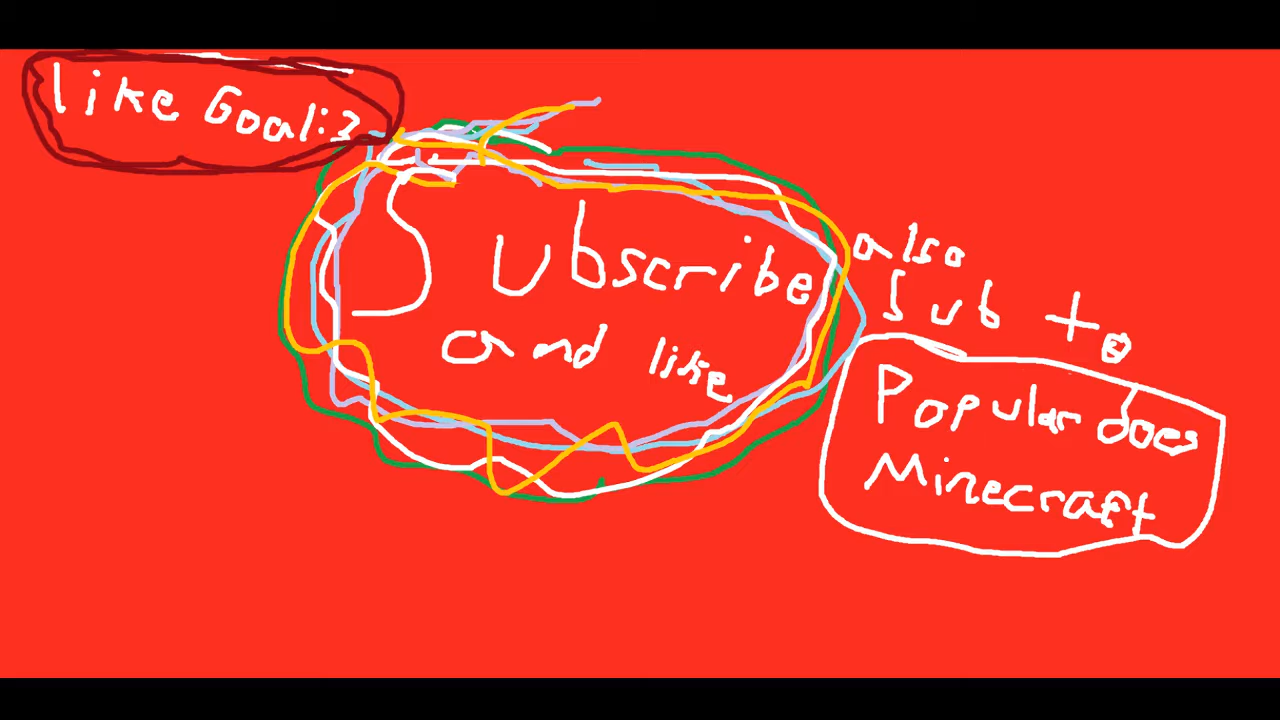 like Goal:3
Subscribe
and like
also
sub to
Popular does
Minecraft